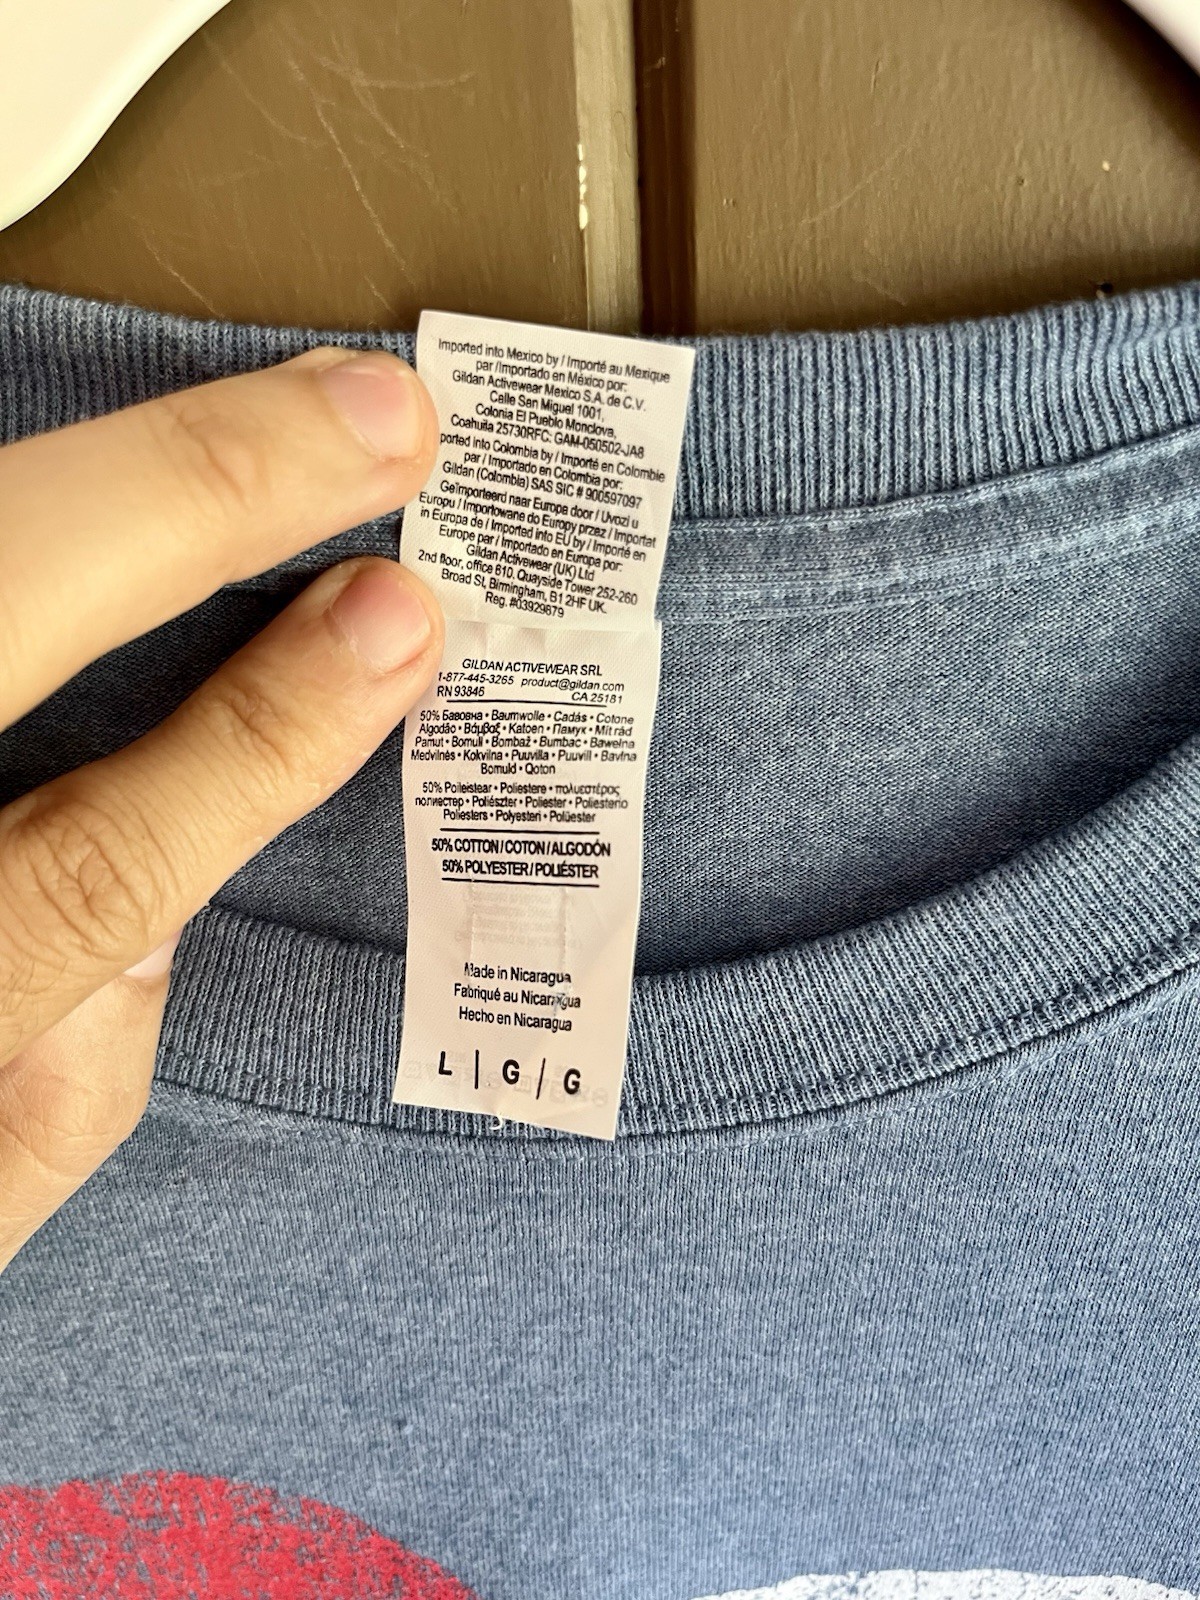 Imported into Mexico by / Importé au Mexique
par /Importado en México por:
Gildan Activewear Mexico S.A. de C.V.
Calle San Miguel 1001,
Colonia El Pueblo Monclova,
Coahuila 25730RFC: GAM-050502-JA8
ported into Colombia by / Importé en Colombie
par / Importado en Colombia por:
Gildan (Colombia) SAS SIC # 900597097
Geïmporteerd naar Europa door / Uvozi u
Europu / Importowane do Europy przez / Importat
in Europa de / Imported into EU by / Importé en
Europe par / Importado en Europa por:
Gildan Activewear (UK) Ltd
2nd floor, office 610, Quayside Tower 252-260
Broad St, Birmingham, B1 2HF UK.
Reg. #03929879
GILDAN ACTIVEWEAR SRL
1-877-445-3265 product@gildan.com
RN 93846 CA 25181
50% Бавовна • Baumwolle • Cadás • Cotone
Algodão • Βάμβαξ • Katoen • Памук • Mit rád
Pamut • Bomull • Bombaž • Bumbac • Bawełna
Medvilnės • Kokvilna • Puuvilla • Puuvill • Bavlna
Bomuld • Qoton
50% Poileistear • Poliestere • πολυεστέρος
полиестер • Poliészter • Poliester • Poliesterio
Poliesters • Polyesteri • Polüester
50% COTTON / COTON / ALGODÓN
50% POLYESTER / POLIÉSTER
Made in Nicaragua
Fabriqué au Nicaragua
Hecho en Nicaragua
L | G / G